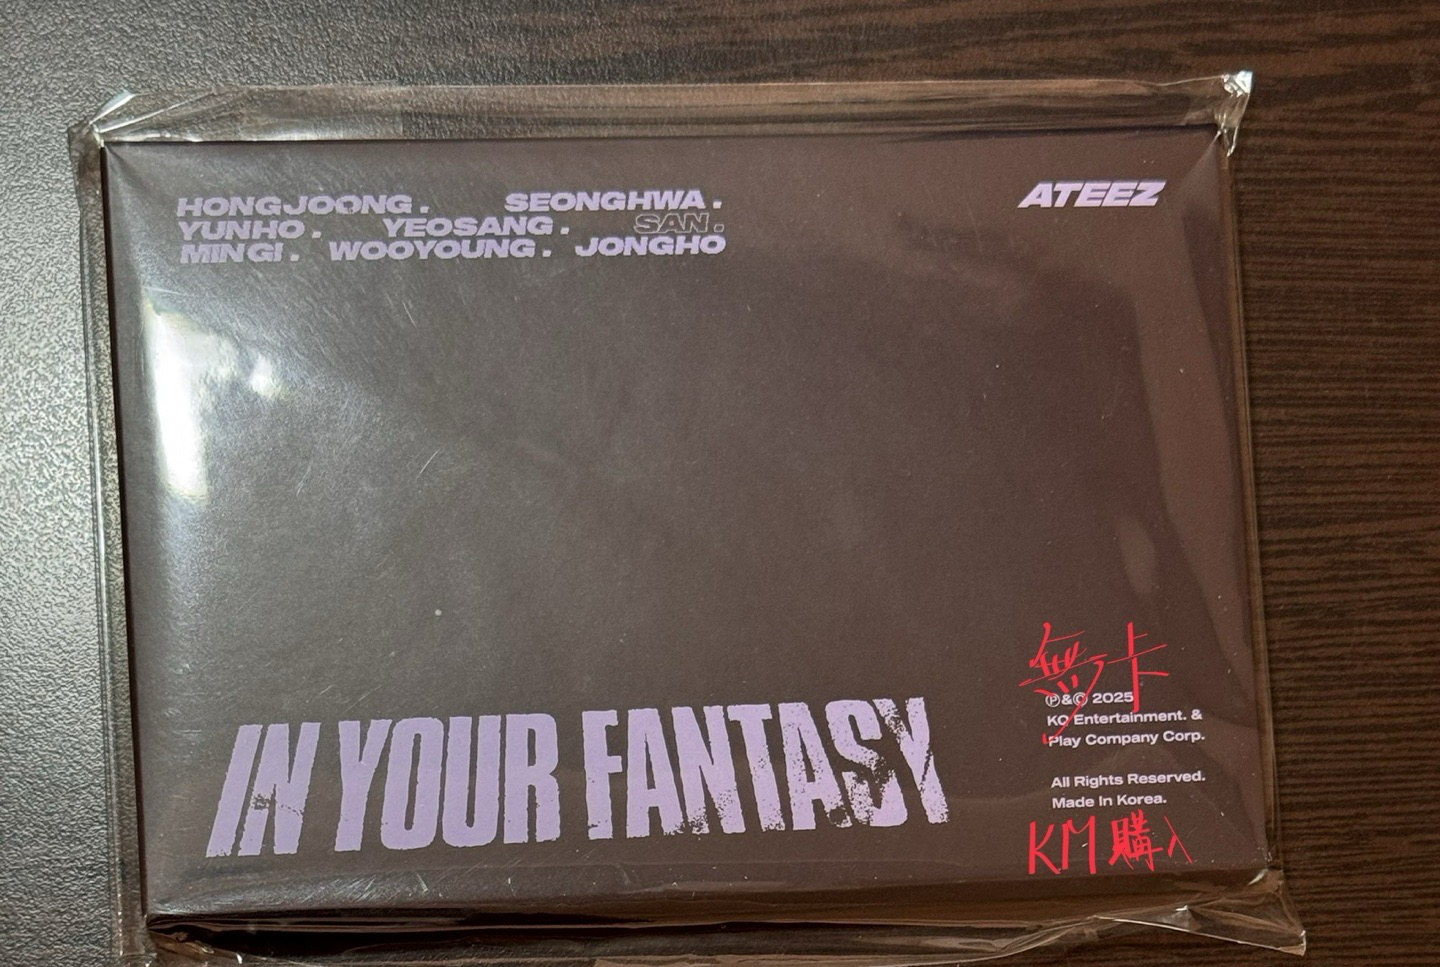 HONGJOONG. SEONGHWA.
YUNHO. YEOSANG. SAN.
MINGI. WOOYOUNG. JONGHO
ATEEZ
IN YOUR FANTASY
無卡
Ⓟ&© 2025
KQ Entertainment. &
Play Company Corp.
All Rights Reserved.
Made In Korea.
KM購入